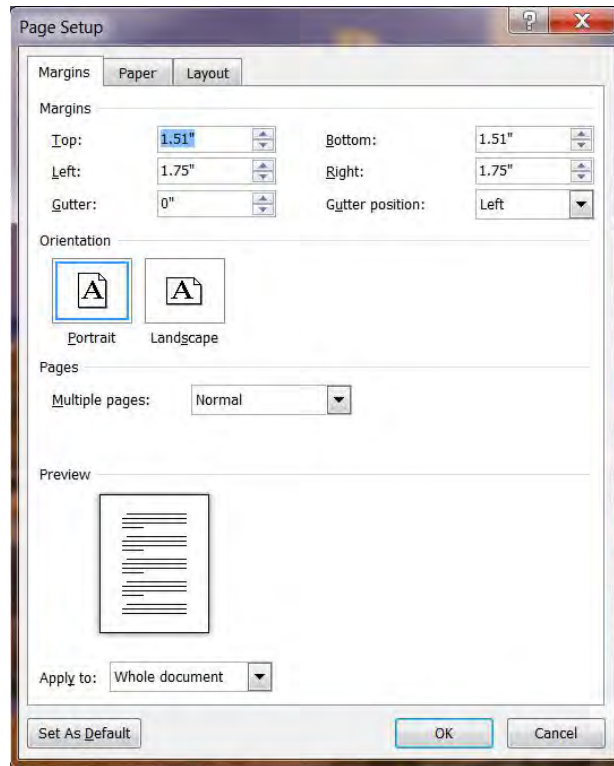 Page Setup
Margins Paper Layout
Margins
Top: 1.51" Bottom: 1.51"
Left: 1.75" Right: 1.75"
Gutter: 0" Gutter position: Left
Orientation
A A
Portrait Landscape
Pages
Multiple pages: Normal
Preview
Apply to: Whole document
Set As Default OK Cancel